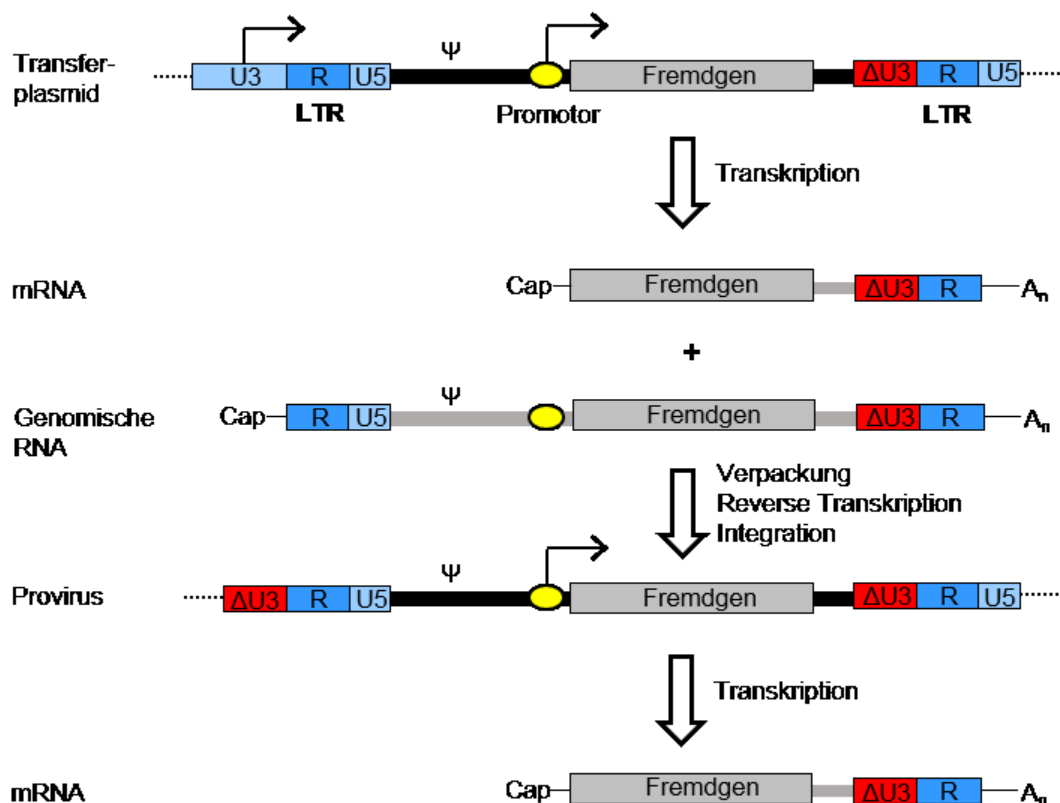 Ψ
Transfer-
plasmid
U3 R U5 Fremdgen ΔU3 R U5
LTR Promotor LTR
Transkription
mRNA Cap Fremdgen ΔU3 R An
+
Ψ
Genomische
RNA
Cap R U5 Fremdgen ΔU3 R An
Verpackung
Reverse Transkription
Integration
Ψ
Provirus ΔU3 R U5 Fremdgen ΔU3 R U5
Transkription
mRNA Cap Fremdgen ΔU3 R An